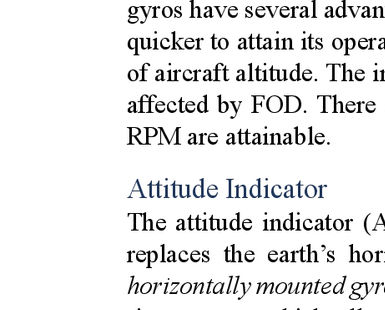 gyros have several advan
quicker to attain its opera
of aircraft altitude. The in
affected by FOD. There
RPM are attainable.
Attitude Indicator
The attitude indicator (A
replaces the earth’s hori
horizontally mounted gyro